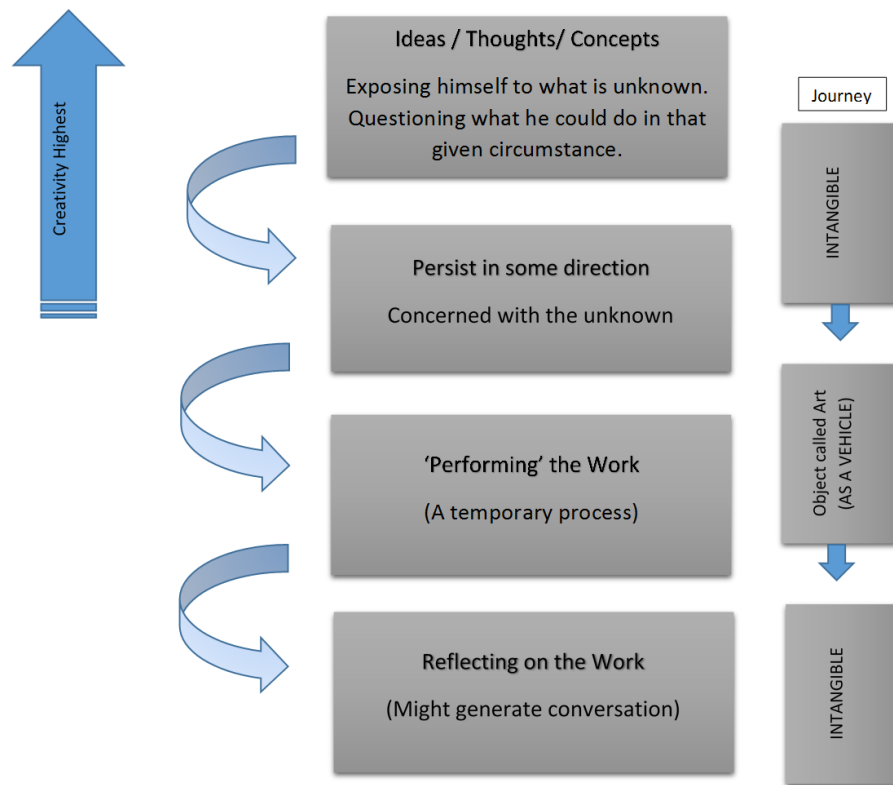 Creativity Highest
Ideas / Thoughts/ Concepts
Exposing himself to what is unknown.
Questioning what he could do in that
given circumstance.
Persist in some direction
Concerned with the unknown
‘Performing’ the Work
(A temporary process)
Reflecting on the Work
(Might generate conversation)
Journey
INTANGIBLE
Object called Art
(AS A VEHICLE)
INTANGIBLE